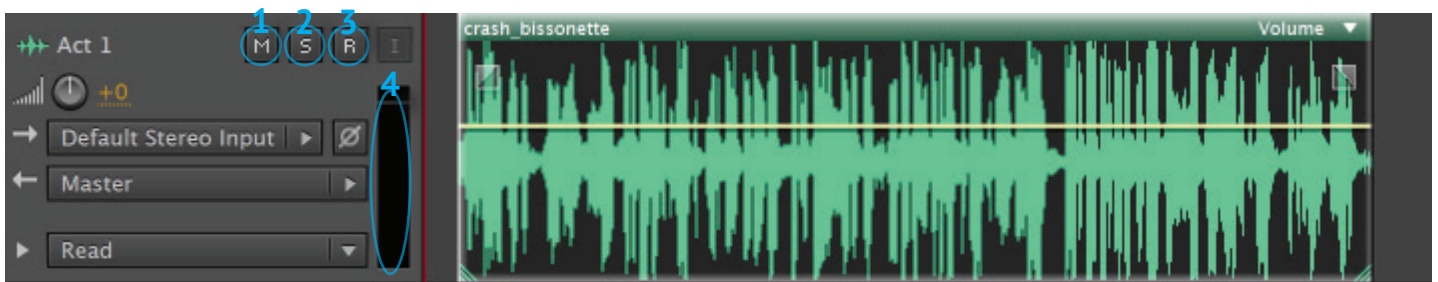 1 2 3
Act 1 M S R I
crash_bissonette Volume
+0
4
Default Stereo Input Ø
Master
Read